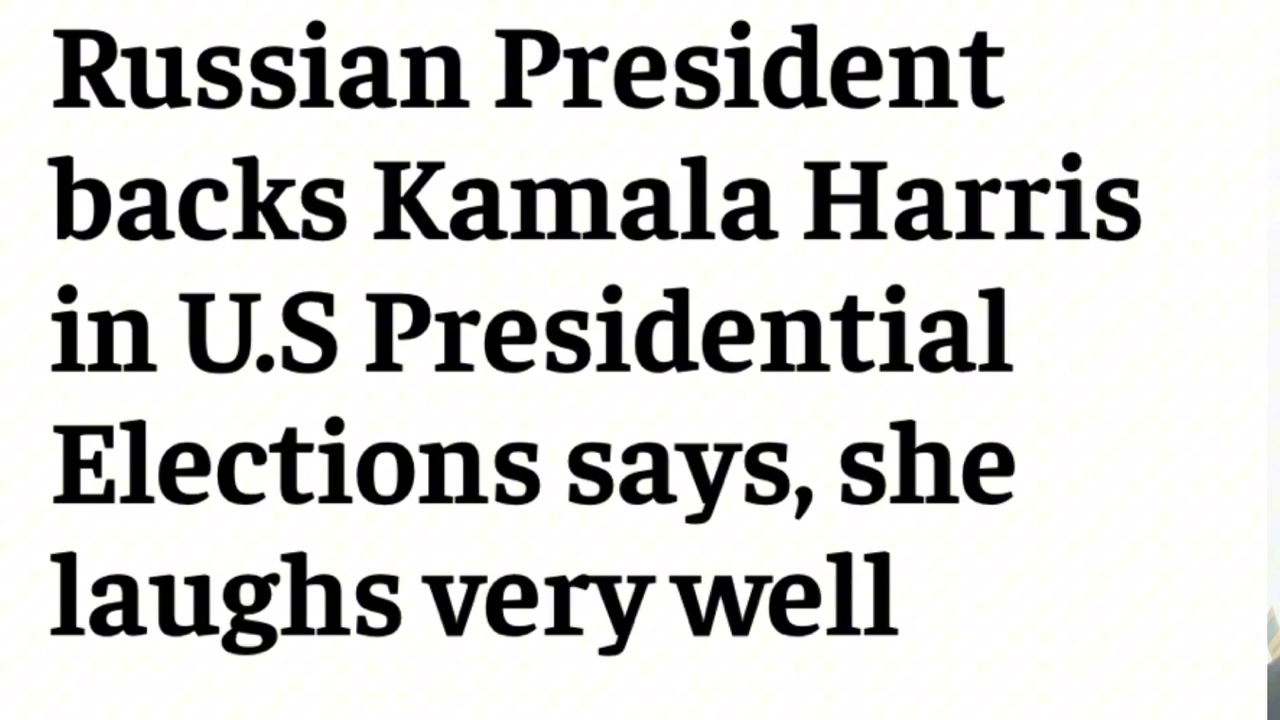 Russian President
backs Kamala Harris
in U.S Presidential
Elections says, she
laughs very well